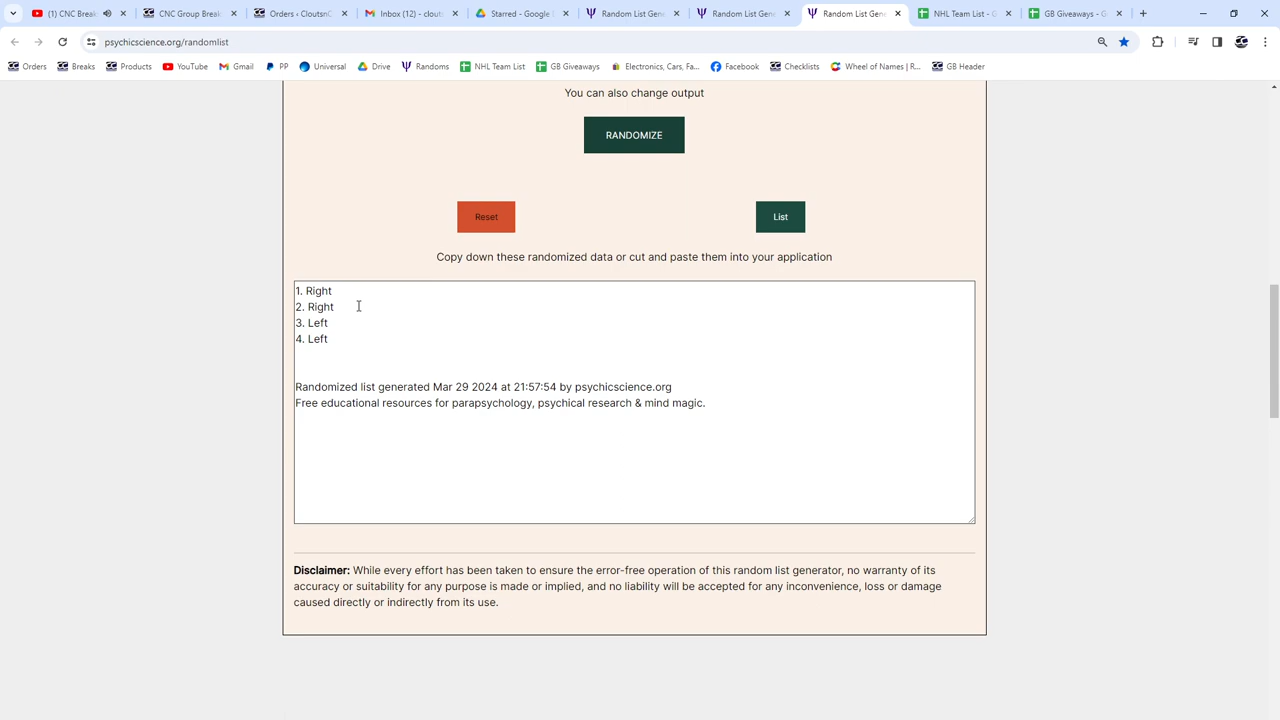 (1) CNC Break
CNC Group Break
Orders ‹ CloutsnC
Inbox (12) - clout
Starred - Google
Random List Gene
Random List Gene
Random List Gene
NHL Team List - G
GB Giveaways - G
psychicscience.org/randomlist
Orders
Breaks
Products
YouTube
Gmail
PP
Universal
Drive
Randoms
NHL Team List
GB Giveaways
Electronics, Cars, Fa...
Facebook
Checklists
Wheel of Names | R...
GB Header
You can also change output
RANDOMIZE
Reset
List
Copy down these randomized data or cut and paste them into your application
1. Right
2. Right
3. Left
4. Left
Randomized list generated Mar 29 2024 at 21:57:54 by psychicscience.org
Free educational resources for parapsychology, psychical research & mind magic.
Disclaimer: While every effort has been taken to ensure the error-free operation of this random list generator, no warranty of its
accuracy or suitability for any purpose is made or implied, and no liability will be accepted for any inconvenience, loss or damage
caused directly or indirectly from its use.